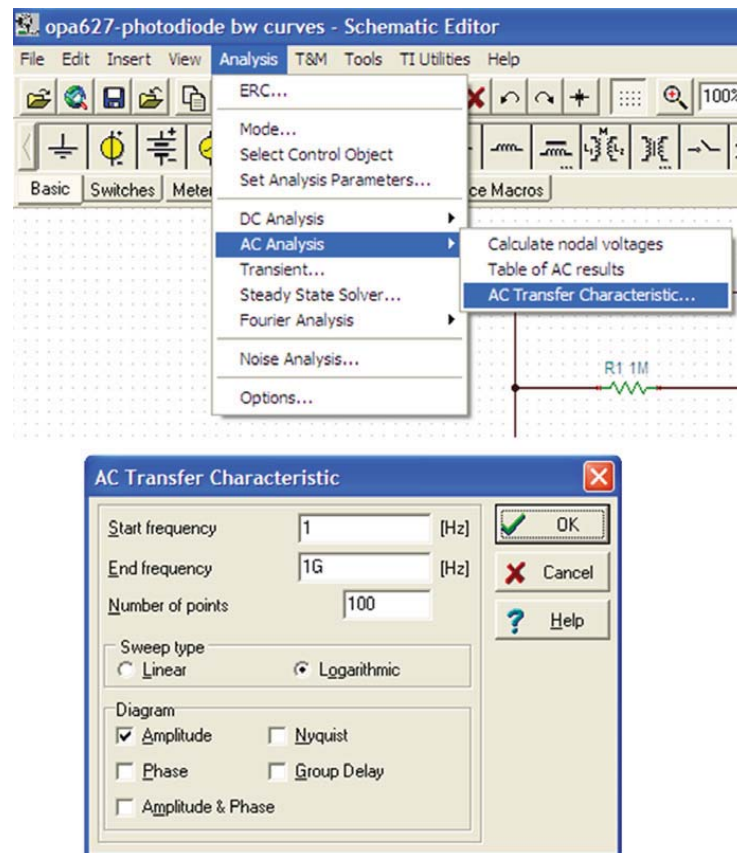 opa627-photodiode bw curves - Schematic Editor
File Edit Insert View Analysis T&M Tools TI Utilities Help
100%
ERC...
Mode...
Select Control Object
Set Analysis Parameters...
Basic Switches Meter ce Macros
DC Analysis
AC Analysis
Calculate nodal voltages
Transient...
Table of AC results
Steady State Solver...
AC Transfer Characteristic...
Fourier Analysis
Noise Analysis...
R1 1M
Options...
AC Transfer Characteristic
Start frequency 1 [Hz] OK
End frequency 1G [Hz] Cancel
Number of points 100
Help
Sweep type
Linear Logarithmic
Diagram
Amplitude Nyquist
Phase Group Delay
Amplitude & Phase